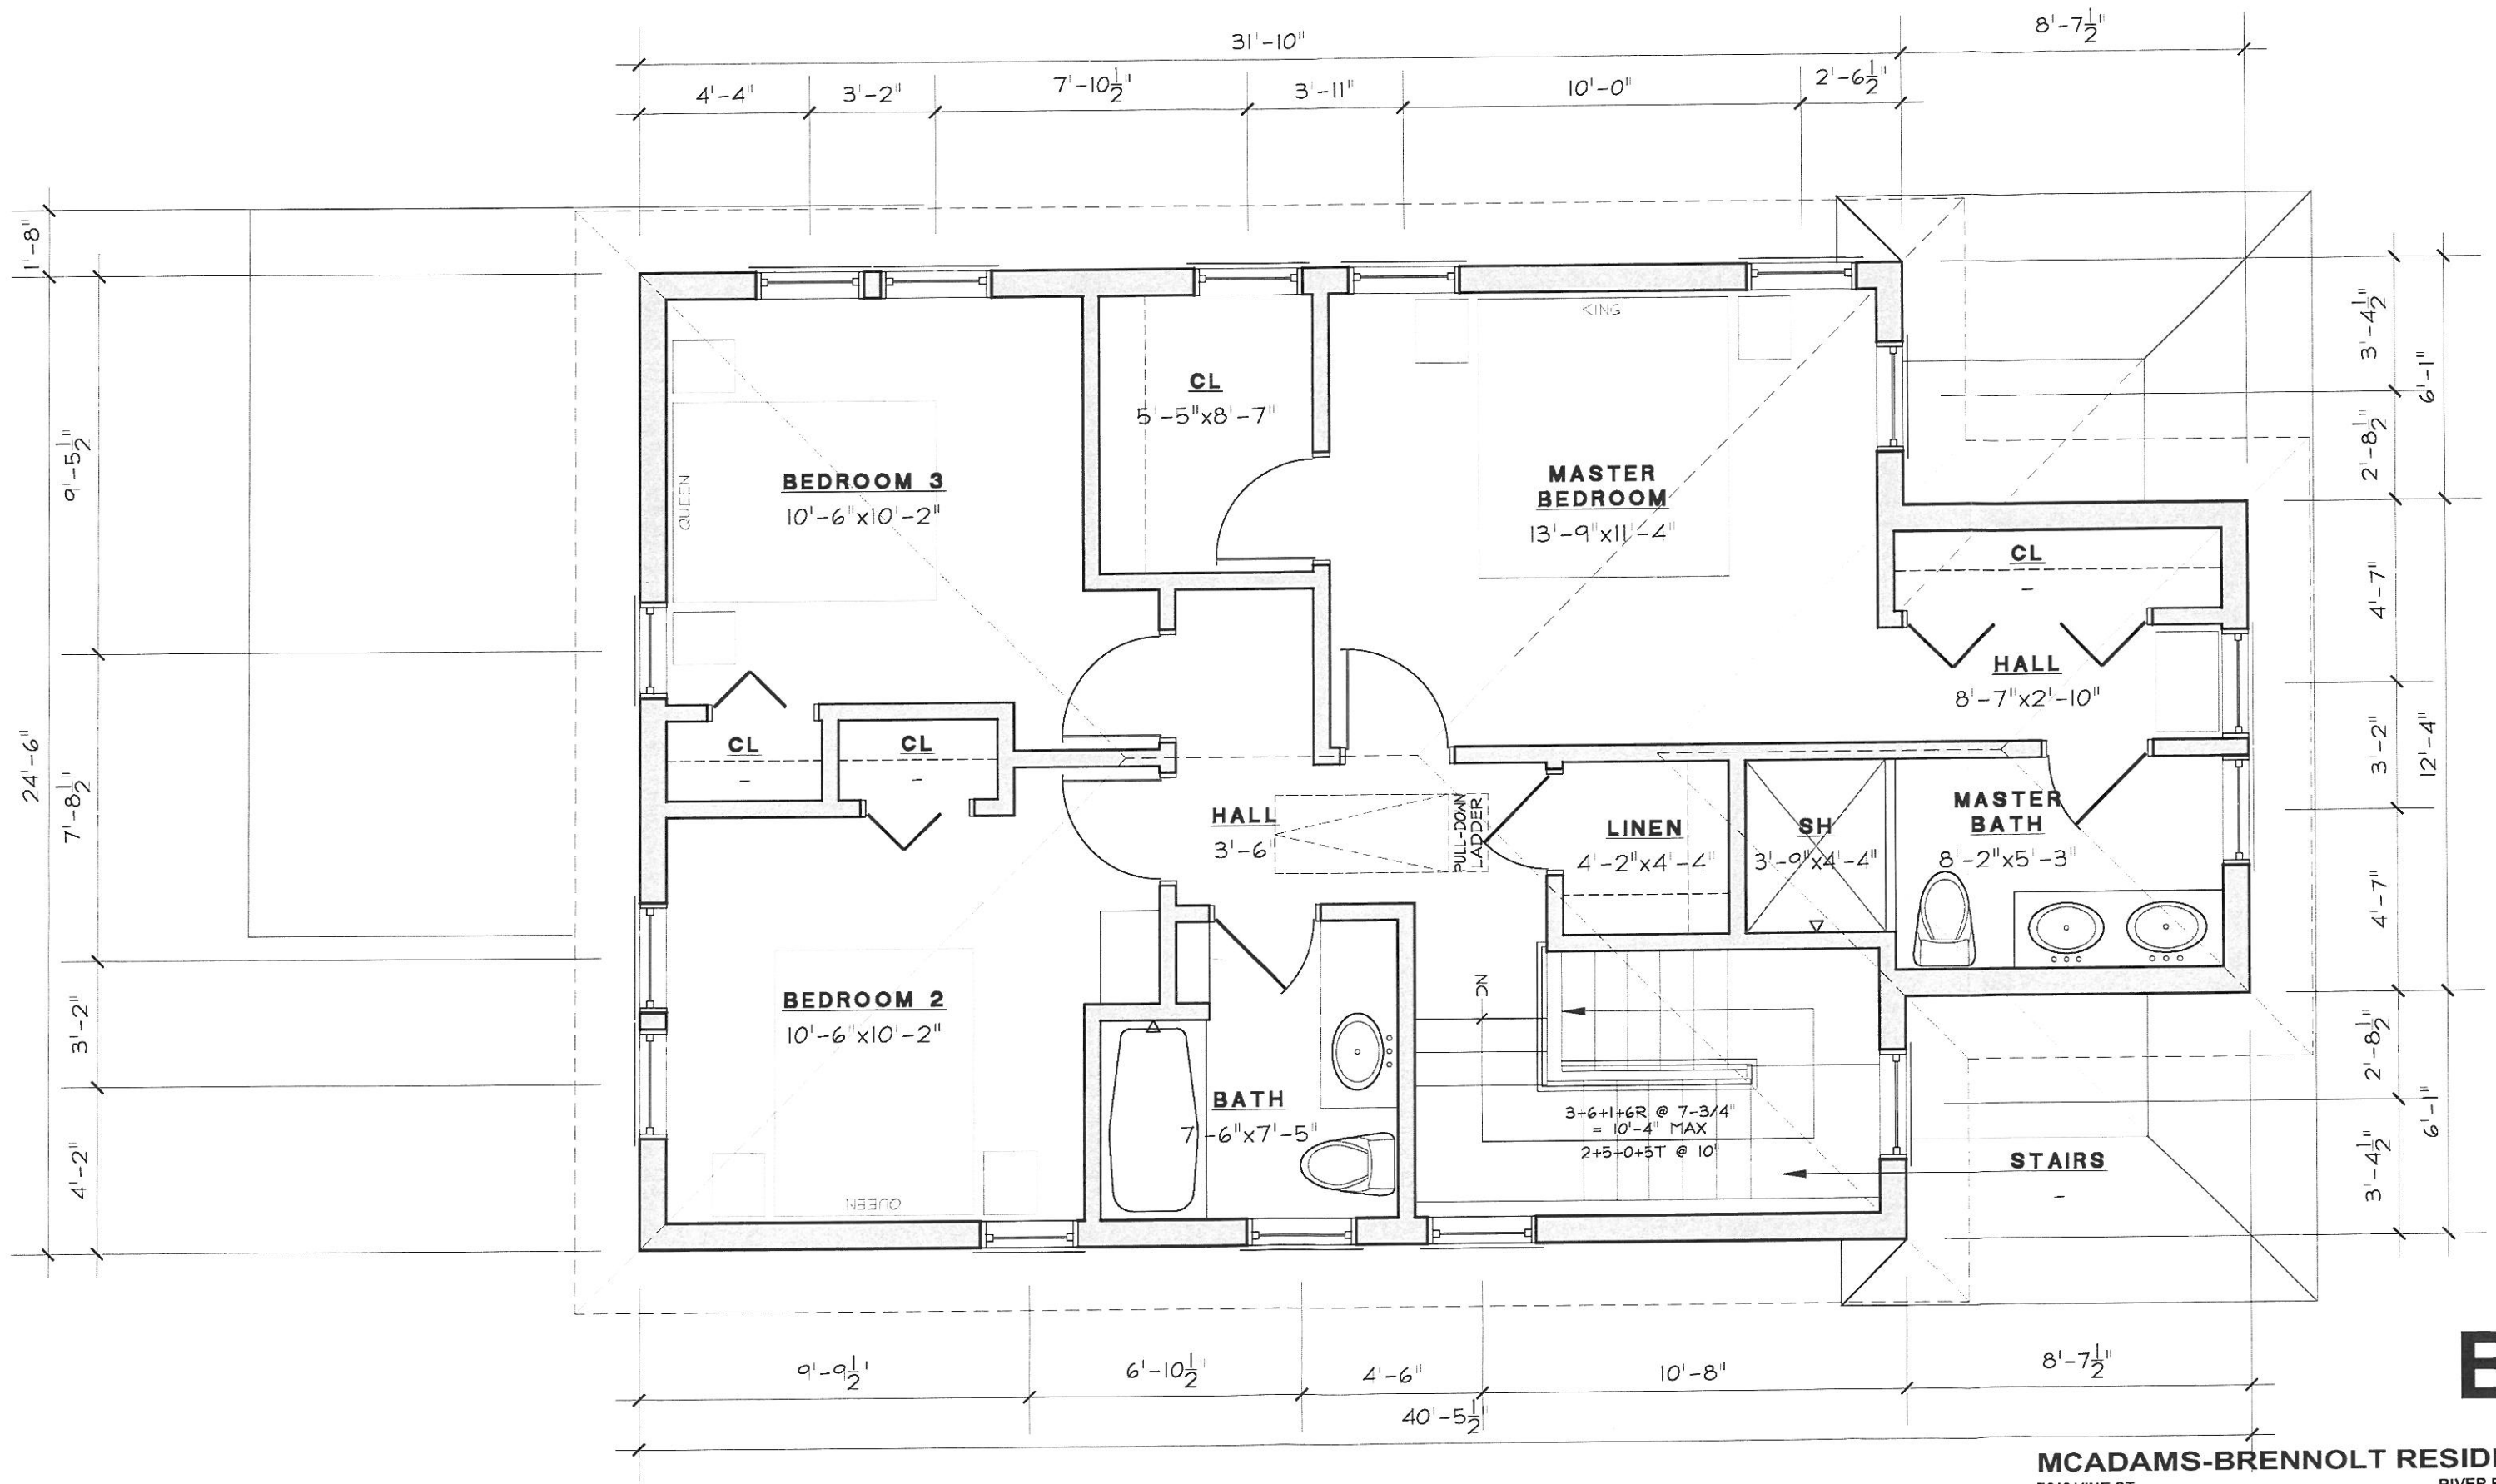 31'-10"
8'-7½"
4'-4"
3'-2"
7'-10½"
3'-11"
10'-0"
2'-6½"
1'-8"
24'-6"
9'-5½"
7'-8½"
3'-2"
4'-2"
3'-4½"
2'-8½"
6'-1"
4'-7"
3'-2"
4'-7"
12'-4"
2'-8½"
3'-4½"
6'-1"
BEDROOM 3
10'-6"x10'-2"
QUEEN
CL
5'-5"x8'-7"
KING
MASTER
BEDROOM
13'-9"x11'-4"
CL
-
HALL
8'-7"x2'-10"
CL
-
CL
-
HALL
3'-6"
PULL-DOWN
LADDER
LINEN
4'-2"x4'-4"
SH
3'-9"x4'-4"
MASTER
BATH
8'-2"x5'-3"
BEDROOM 2
10'-6"x10'-2"
QUEEN
BATH
7'-6"x7'-5"
DN
3+6+1+6R @ 7-3/4"
= 10'-4" MAX
2+5+0+5T @ 10"
STAIRS
-
9'-9½"
6'-10½"
4'-6"
10'-8"
8'-7½"
40'-5½"
MCADAMS-BRENNOLT RESIDE